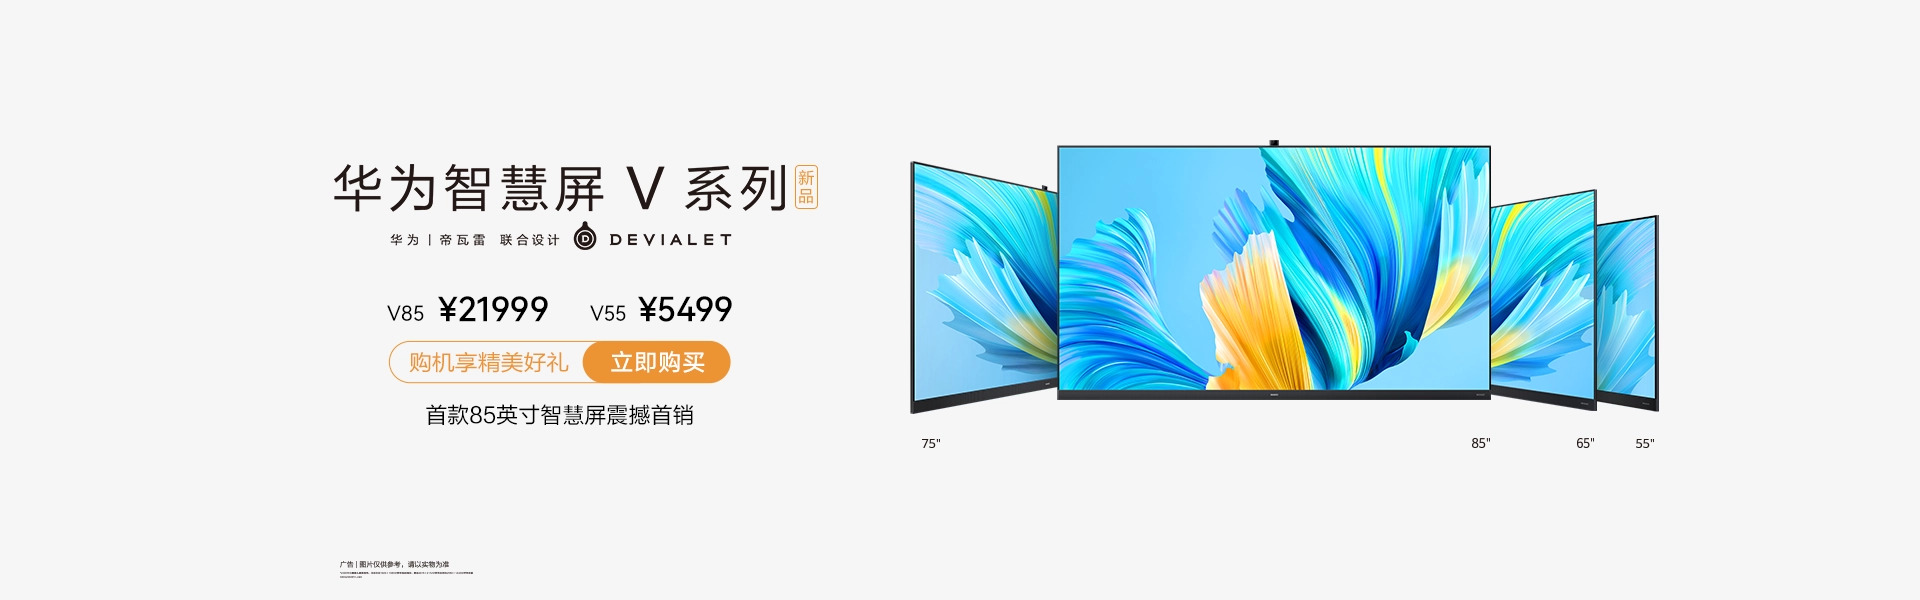 华为智慧屏 V 系列 新品
华为 | 帝瓦雷 联合设计 DEVIALET
V85 ¥21999 V55 ¥5499
购机享精美好礼 立即购买
首款85英寸智慧屏震撼首销
75" 85" 65" 55"
广告 | 图片仅供参考，请以实物为准